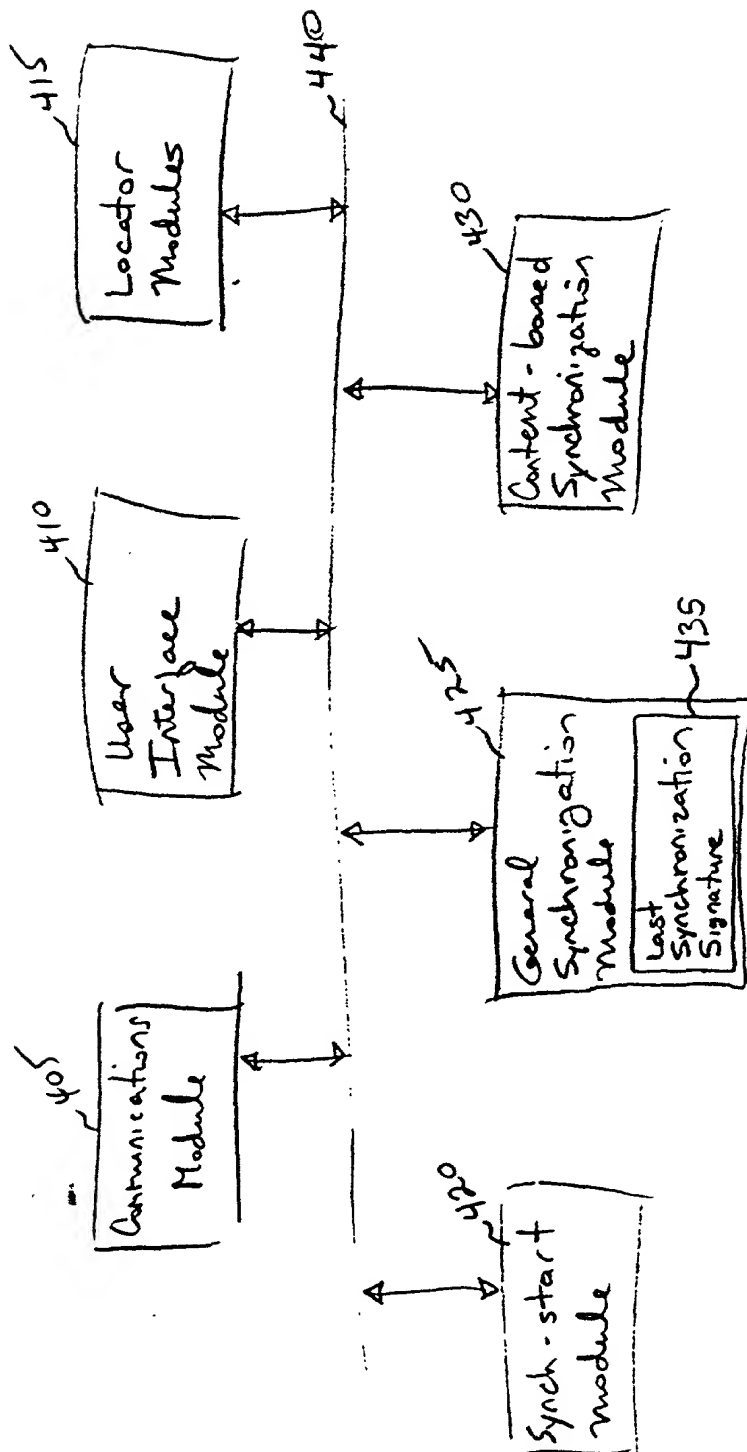 405
Communications
Module
410
User
Interface
Module
415
Locator
Modules
440
420
Synch-start
Module
425
General
Synchronization
Module
Last
Synchronization
Signature
435
430
Content-based
Synchronization
Module